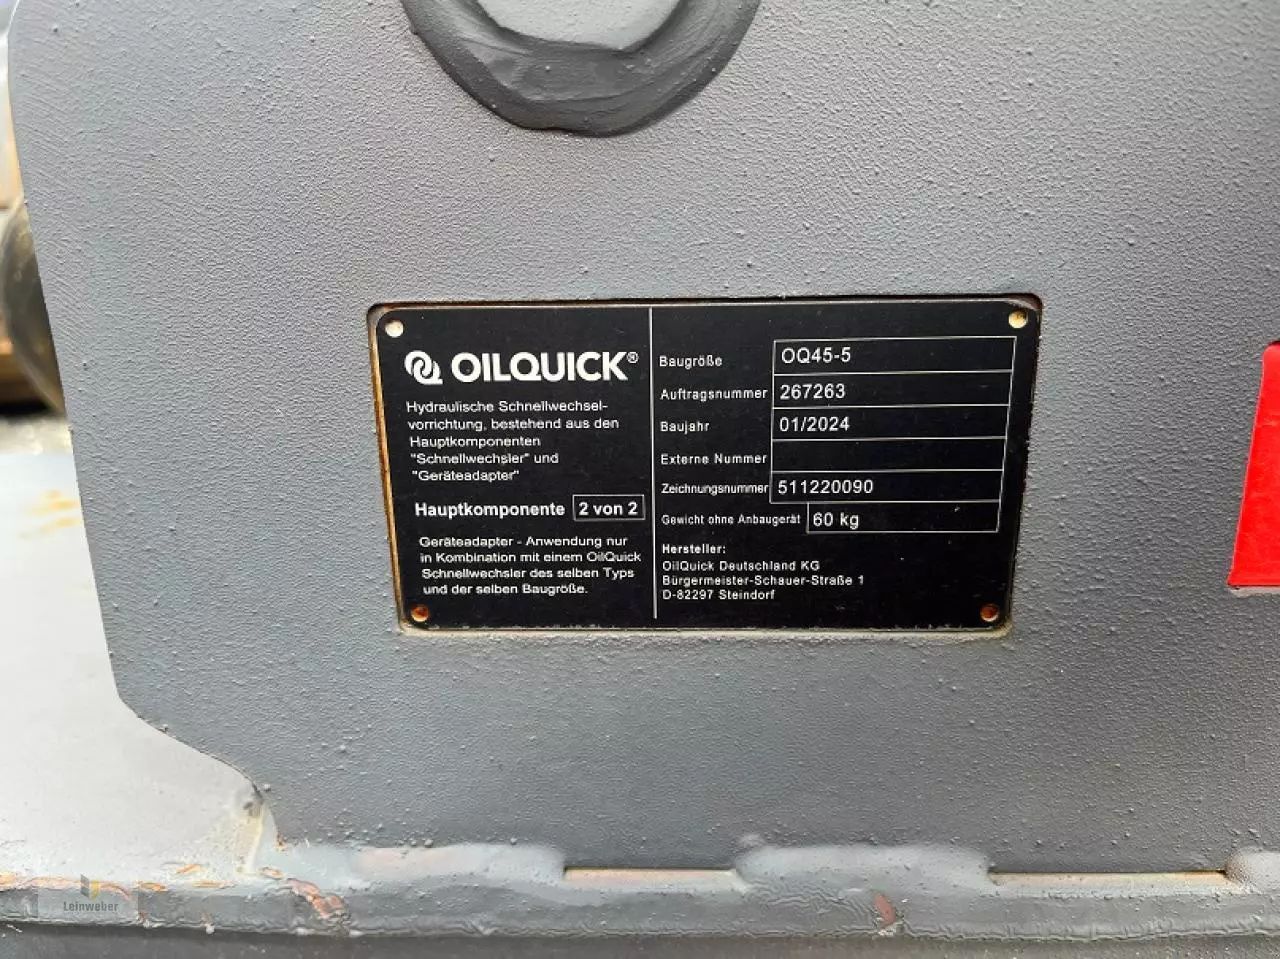 OILQUICK®
Hydraulische Schnellwechsel-
vorrichtung, bestehend aus den
Hauptkomponenten
"Schnellwechsler" und
"Geräteadapter"
Hauptkomponente 2 von 2
Geräteadapter - Anwendung nur
in Kombination mit einem OilQuick
Schnellwechsler des selben Typs
und der selben Baugröße.
Baugröße OQ45-5
Auftragsnummer 267263
Baujahr 01/2024
Externe Nummer
Zeichnungsnummer 511220090
Gewicht ohne Anbaugerät 60 kg
Hersteller:
OilQuick Deutschland KG
Bürgermeister-Schauer-Straße 1
D-82297 Steindorf
Leinweber